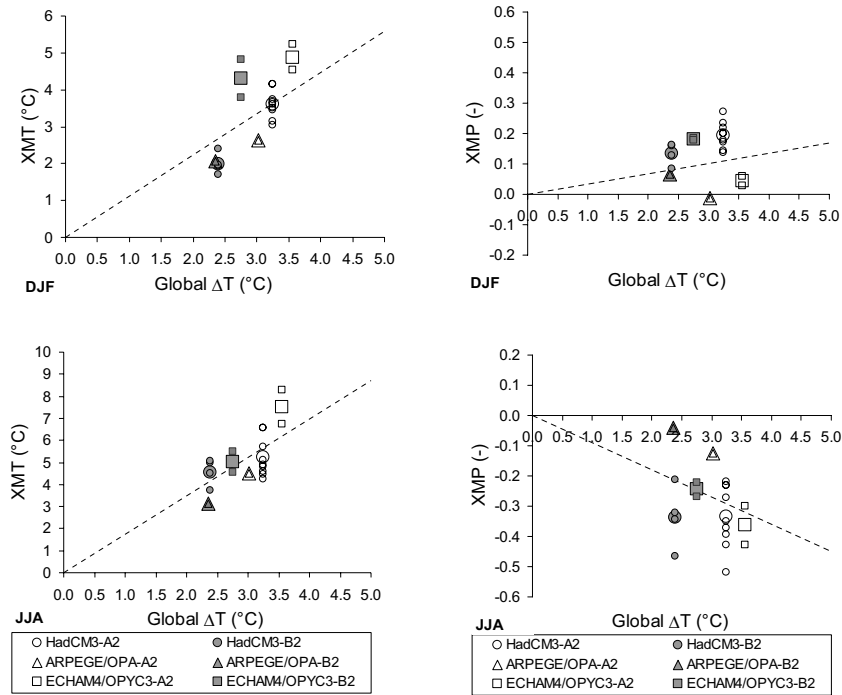 6
5
4
3
2
1
0
XMT (°C)
0.0 0.5 1.0 1.5 2.0 2.5 3.0 3.5 4.0 4.5 5.0
DJF
Global ΔT (°C)
0.4
0.3
0.2
0.1
0.0
-0.1
-0.2
XMP (-)
0.0 0.5 1.0 1.5 2.0 2.5 3.0 3.5 4.0 4.5 5.0
DJF
Global ΔT (°C)
10
9
8
7
6
5
4
3
2
1
0
XMT (°C)
0.0 0.5 1.0 1.5 2.0 2.5 3.0 3.5 4.0 4.5 5.0
JJA
Global ΔT (°C)
HadCM3-A2 HadCM3-B2
ARPEGE/OPA-A2 ARPEGE/OPA-B2
ECHAM4/OPYC3-A2 ECHAM4/OPYC3-B2
0.2
0.1
0.0
-0.1
-0.2
-0.3
-0.4
-0.5
-0.6
XMP (-)
0.0 0.5 1.0 1.5 2.0 2.5 3.0 3.5 4.0 4.5 5.0
JJA
Global ΔT (°C)
HadCM3-A2 HadCM3-B2
ARPEGE/OPA-A2 ARPEGE/OPA-B2
ECHAM4/OPYC3-A2 ECHAM4/OPYC3-B2